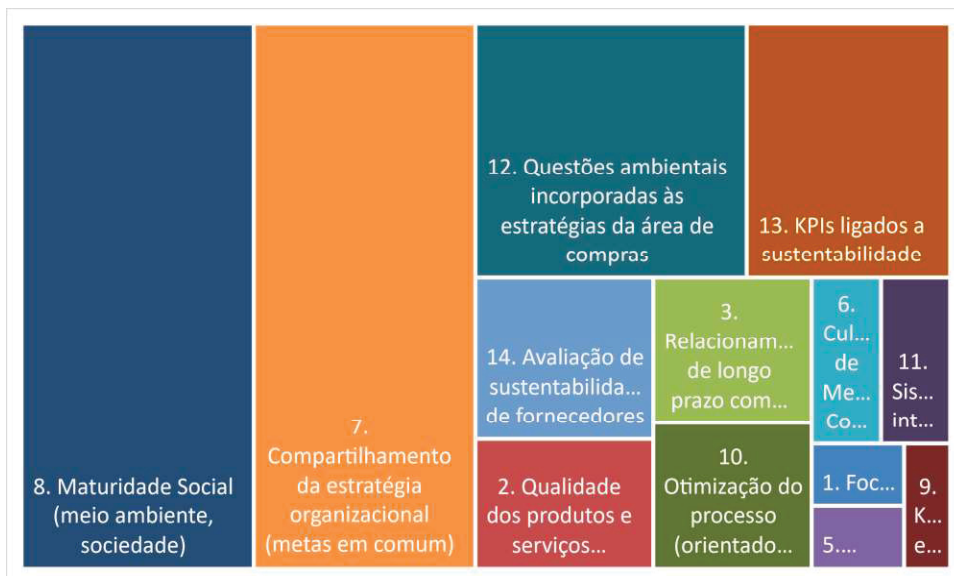 8. Maturidade Social
(meio ambiente,
sociedade)
7.
Compartilhamento
da estratégia
organizacional
(metas em comum)
12. Questões ambientais
incorporadas às
estratégias da área de
compras
13. KPIs ligados a
sustentabilidade
14. Avaliação de
sustentabilida...
de fornecedores
3.
Relacionam...
de longo
prazo com...
6.
Cul...
de
Me...
Co...
11.
Sis...
int...
2. Qualidade
dos produtos e
serviços...
10.
Otimização do
processo
(orientado...
1. Foc...
5....
9.
K...
e...